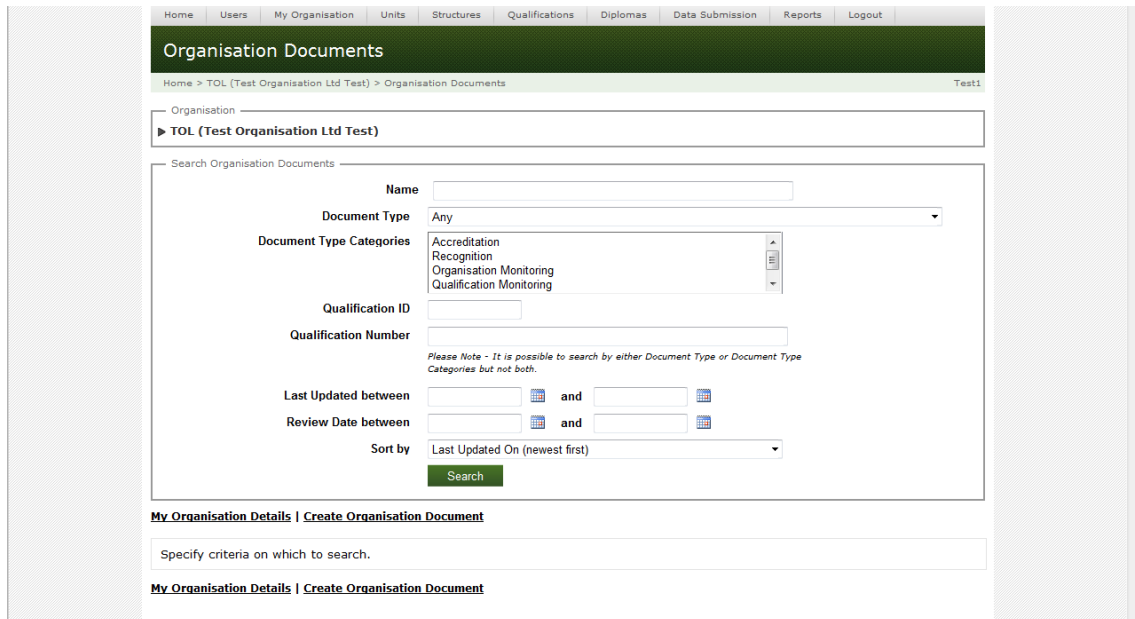 Home Users My Organisation Units Structures Qualifications Diplomas Data Submission Reports Logout
Organisation Documents
Home > TOL (Test Organisation Ltd Test) > Organisation Documents Test1
Organisation
TOL (Test Organisation Ltd Test)
Search Organisation Documents
Name
Document Type Any
Document Type Categories Accreditation
Recognition
Organisation Monitoring
Qualification Monitoring
Qualification ID
Qualification Number
Please Note - It is possible to search by either Document Type or Document Type
Categories but not both.
Last Updated between and
Review Date between and
Sort by Last Updated On (newest first)
Search
My Organisation Details | Create Organisation Document
Specify criteria on which to search.
My Organisation Details | Create Organisation Document